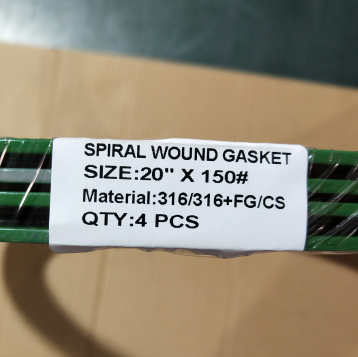 SPIRAL WOUND GASKET
SIZE:20" X 150#
Material:316/316+FG/CS
QTY:4 PCS